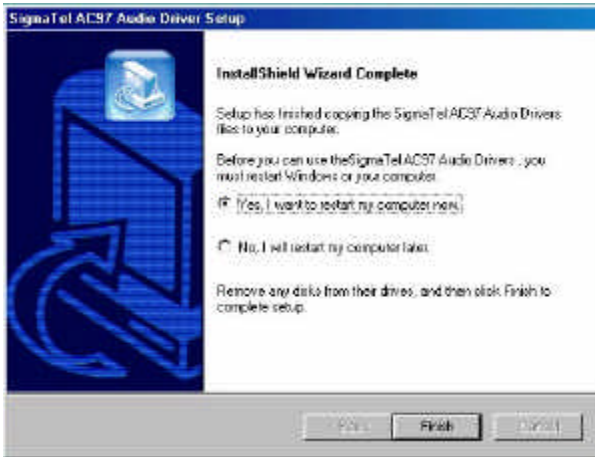 SigmaTel AC97 Audio Driver Setup
InstallShield Wizard Complete
Setup has finished copying the SigmaTel AC97 Audio Drivers
files to your computer.
Before you can use theSigmaTel AC97 Audio Drivers , you
must restart Windows or your computer.
Yes, I want to restart my computer now.
No, I will restart my computer later.
Remove any disks from their drives, and then click Finish to
complete setup.
< Back
Finish
Cancel